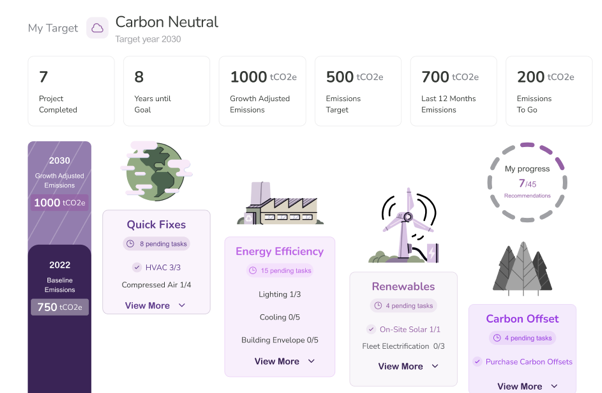 My Target
Carbon Neutral
Target year 2030
7
Project
Completed
8
Years until
Goal
1000 tCO2e
Growth Adjusted
Emissions
500 tCO2e
Emissions
Target
700 tCO2e
Last 12 Months
Emissions
200 tCO2e
Emissions
To Go
2030
Growth Adjusted
Emissions
1000 tCO2e
2022
Baseline
Emissions
750 tCO2e
Quick Fixes
8 pending tasks
HVAC 3/3
Compressed Air 1/4
View More
Energy Efficiency
15 pending tasks
Lighting 1/3
Cooling 0/5
Building Envelope 0/5
View More
Renewables
4 pending tasks
On-Site Solar 1/1
Fleet Electrification 0/3
View More
My progress
7/45
Recommendations
Carbon Offset
4 pending tasks
Purchase Carbon Offsets
View More